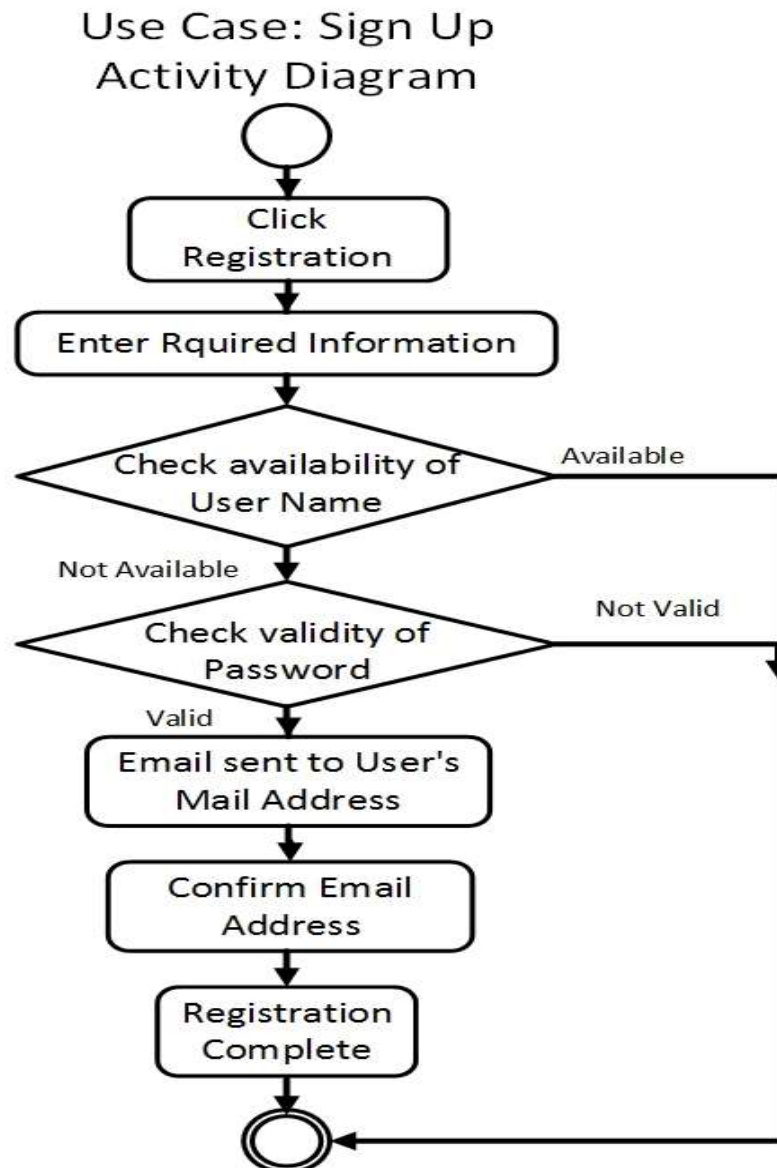 Use Case: Sign Up
Activity Diagram
Click
Registration
Enter Rquired Information
Check availability of
User Name
Available
Not Available
Check validity of
Password
Not Valid
Valid
Email sent to User's
Mail Address
Confirm Email
Address
Registration
Complete